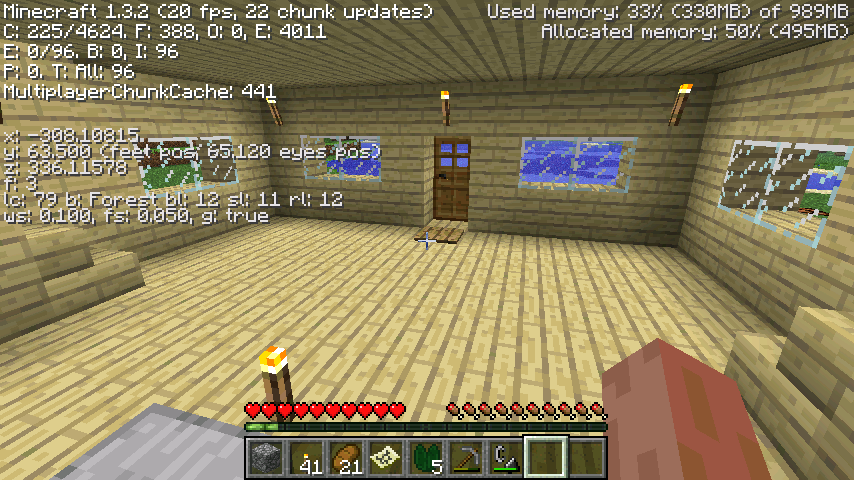 Minecraft 1.3.2 (20 fps, 22 chunk updates)
Used memory: 33% (330MB) of 989MB
C: 225/4624. F: 388, O: 0, E: 4011
Allocated memory: 50% (495MB)
E: 0/96. B: 0, I: 96
P: 0. T: All: 96
MultiplayerChunkCache: 441
x: -308.10815
y: 63.500 (feet pos, 65.120 eyes pos)
z: 336.11578
f: 3
lc: 79 b: Forest bl: 12 sl: 11 rl: 12
ws: 0.100, fs: 0.050, g: true
41 21 5